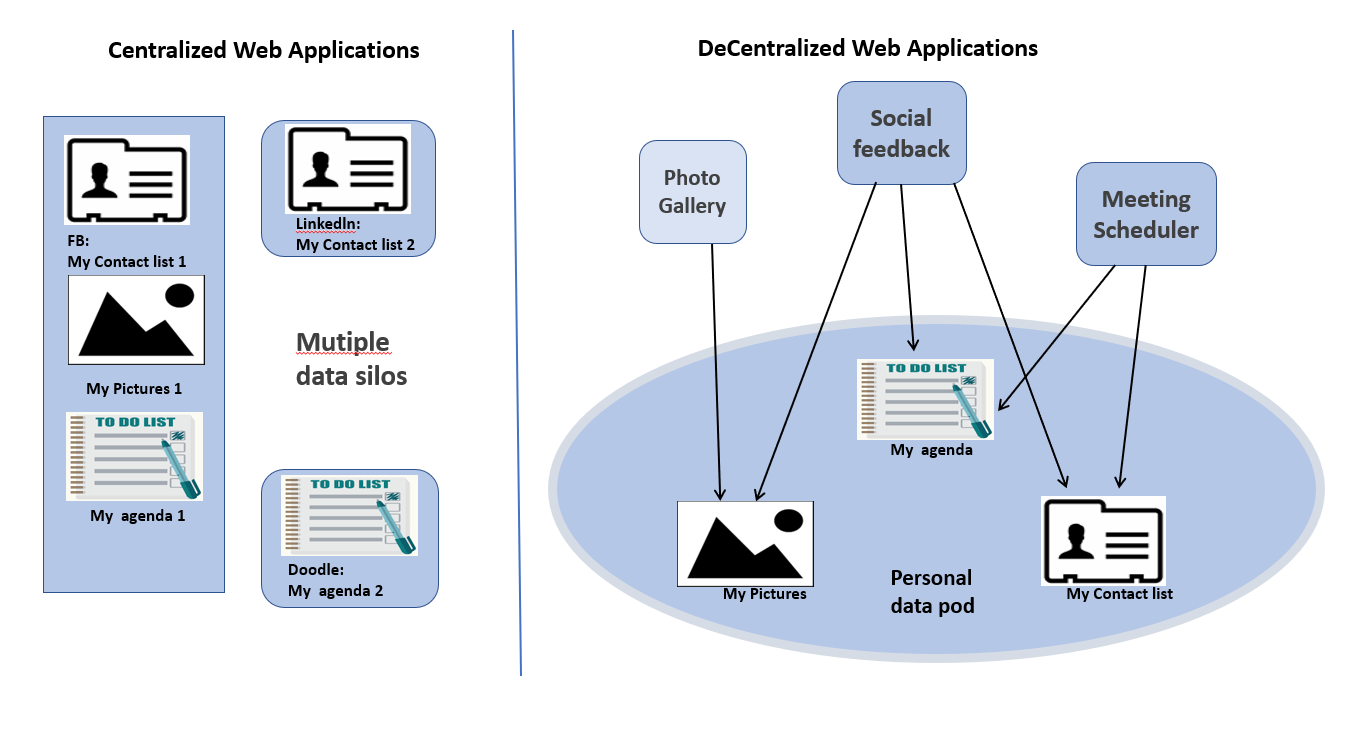 Centralized Web Applications
FB:
My Contact list 1
My Pictures 1
TO DO LIST
My agenda 1
LinkedIn:
My Contact list 2
Mutiple
data silos
TO DO LIST
Doodle:
My agenda 2
DeCentralized Web Applications
Photo
Gallery
Social
feedback
Meeting
Scheduler
TO DO LIST
My agenda
My Pictures
Personal
data pod
My Contact list